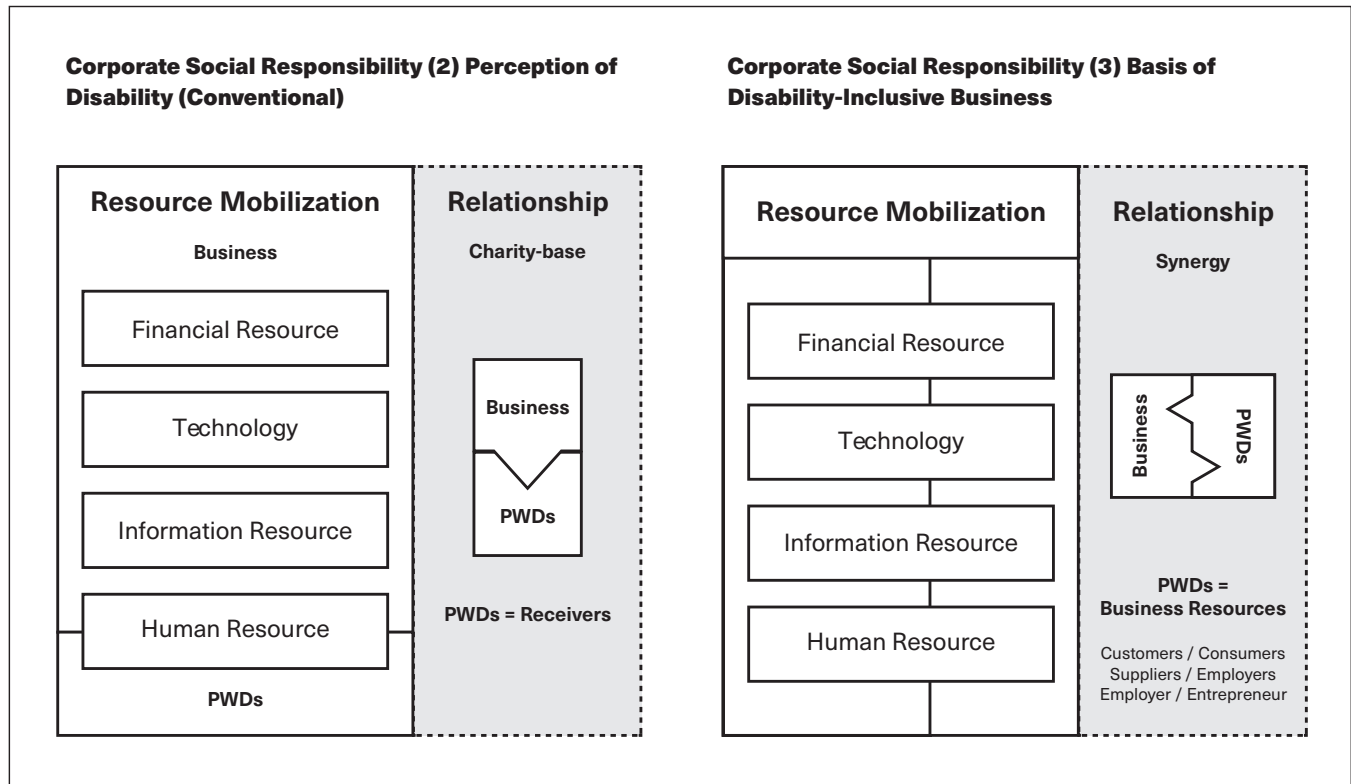 Corporate Social Responsibility (2) Perception of
Disability (Conventional)
Resource Mobilization
Business
Financial Resource
Technology
Information Resource
Human Resource
PWDs
Relationship
Charity-base
Business
PWDs
PWDs = Receivers
Corporate Social Responsibility (3) Basis of
Disability-Inclusive Business
Resource Mobilization
Financial Resource
Technology
Information Resource
Human Resource
Relationship
Synergy
Business
PWDs
PWDs =
Business Resources
Customers / Consumers
Suppliers / Employers
Employer / Entrepreneur